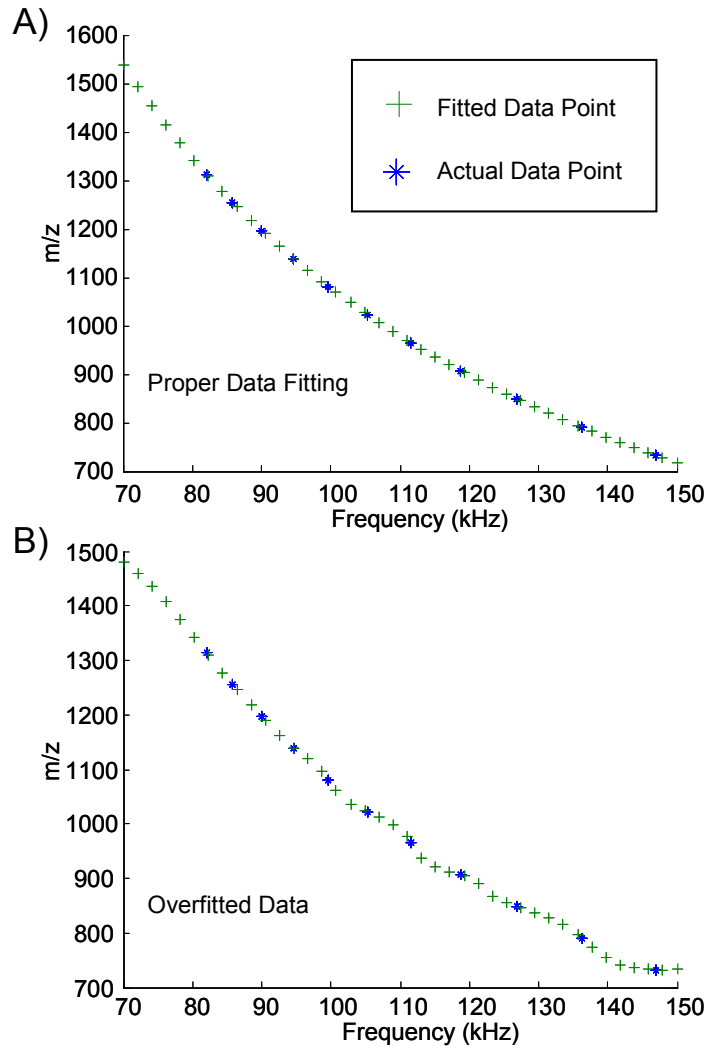 A)
1600
1500
1400
1300
1200
1100
1000
900
800
700
m/z
Fitted Data Point
Actual Data Point
Proper Data Fitting
70 80 90 100 110 120 130 140 150
Frequency (kHz)
B)
1500
1400
1300
1200
1100
1000
900
800
700
m/z
Overfitted Data
70 80 90 100 110 120 130 140 150
Frequency (kHz)